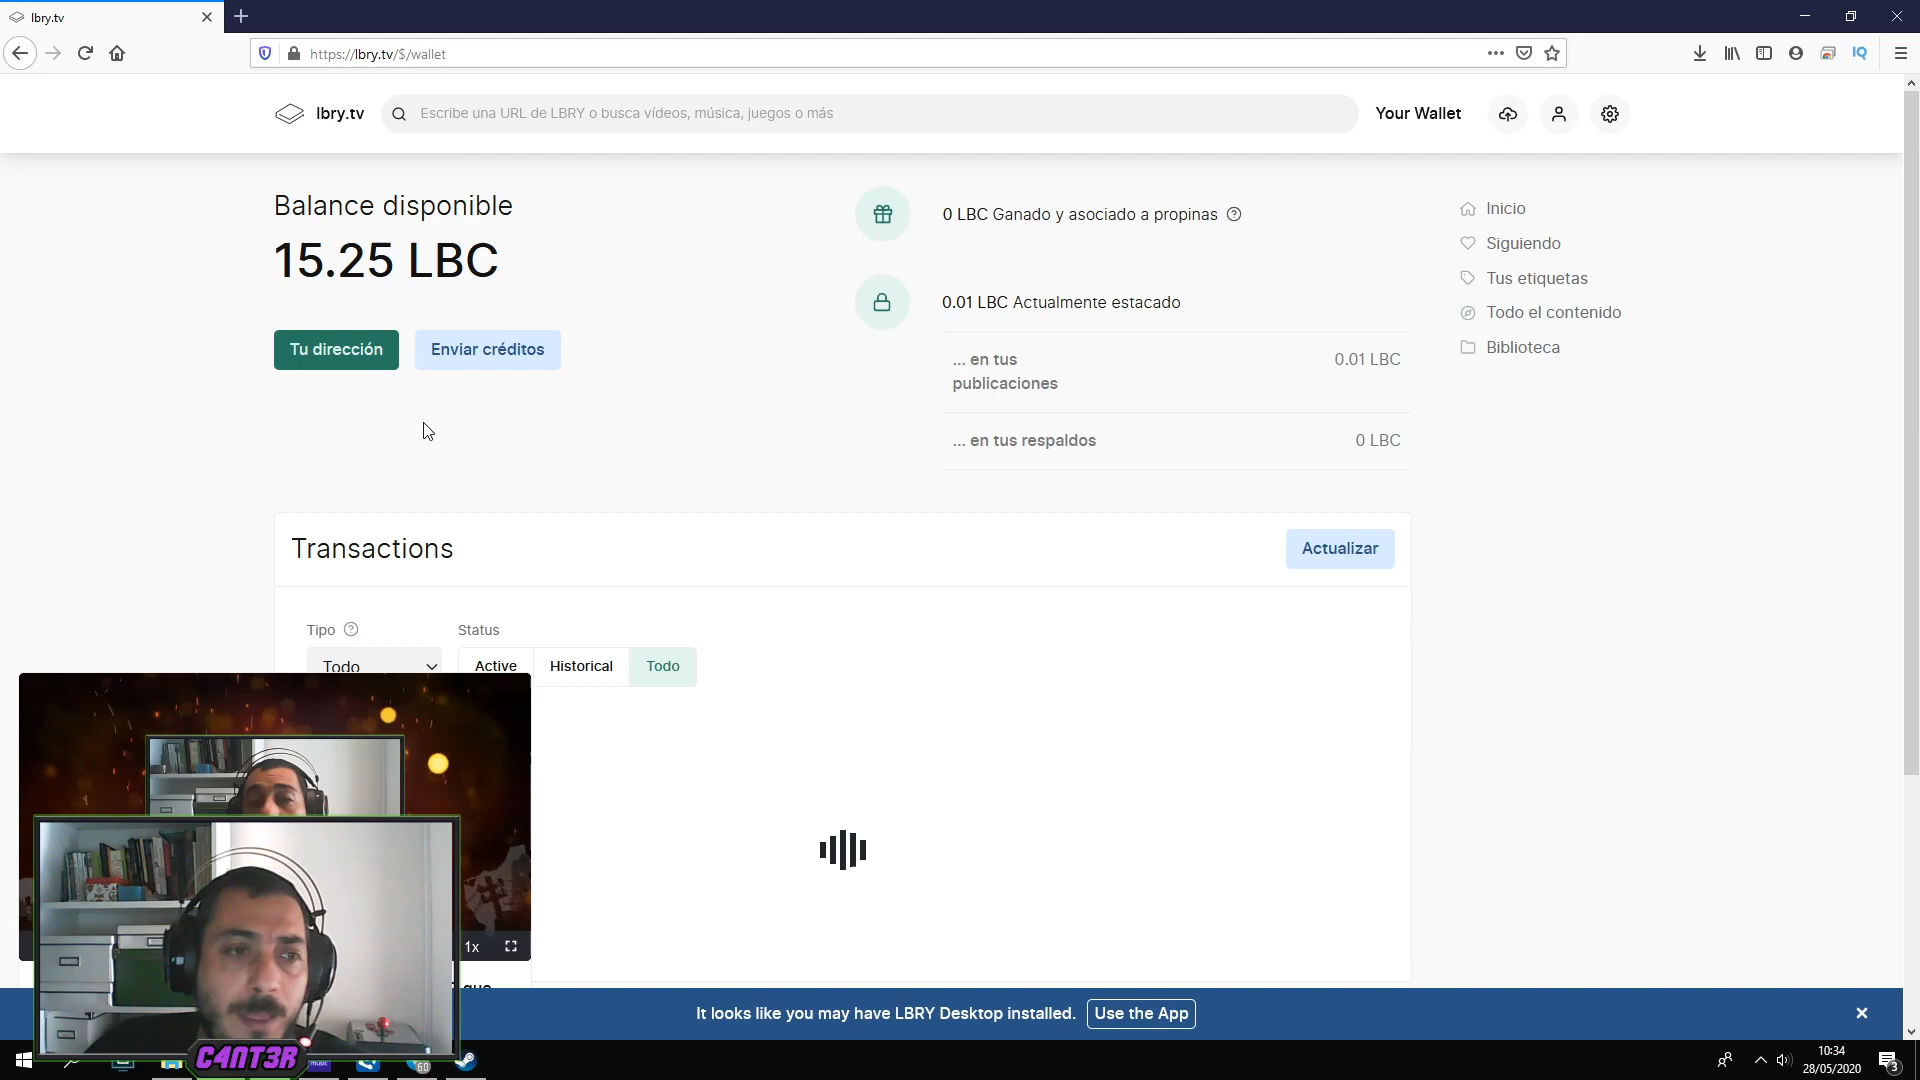 lbry.tv
https://lbry.tv/$/wallet
IQ
lbry.tv
Escribe una URL de LBRY o busca vídeos, música, juegos o más
Your Wallet
Balance disponible
15.25 LBC
Tu dirección
Enviar créditos
0 LBC Ganado y asociado a propinas
0.01 LBC Actualmente estacado
... en tus
publicaciones
0.01 LBC
... en tus respaldos
0 LBC
Inicio
Siguiendo
Tus etiquetas
Todo el contenido
Biblioteca
Transactions
Actualizar
Tipo
Status
Todo
Active
Historical
Todo
1x
It looks like you may have LBRY Desktop installed.
Use the App
C4NT3R
60
10:34
28/05/2020
3